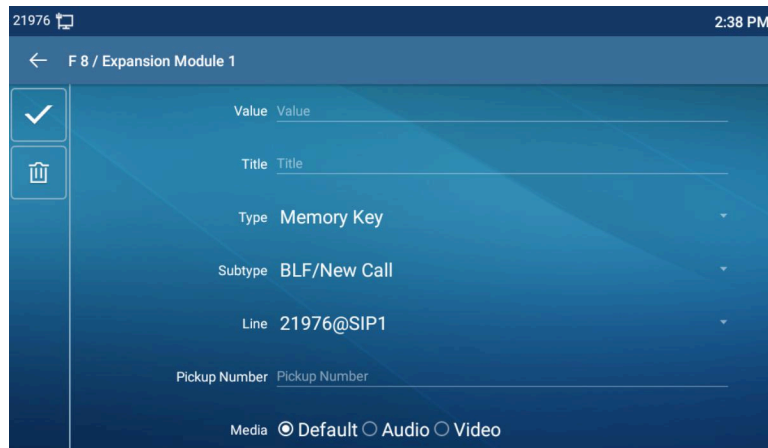 21976 2:38 PM
F 8 / Expansion Module 1
Value Value
Title Title
Type Memory Key
Subtype BLF/New Call
Line 21976@SIP1
Pickup Number Pickup Number
Media Default Audio Video